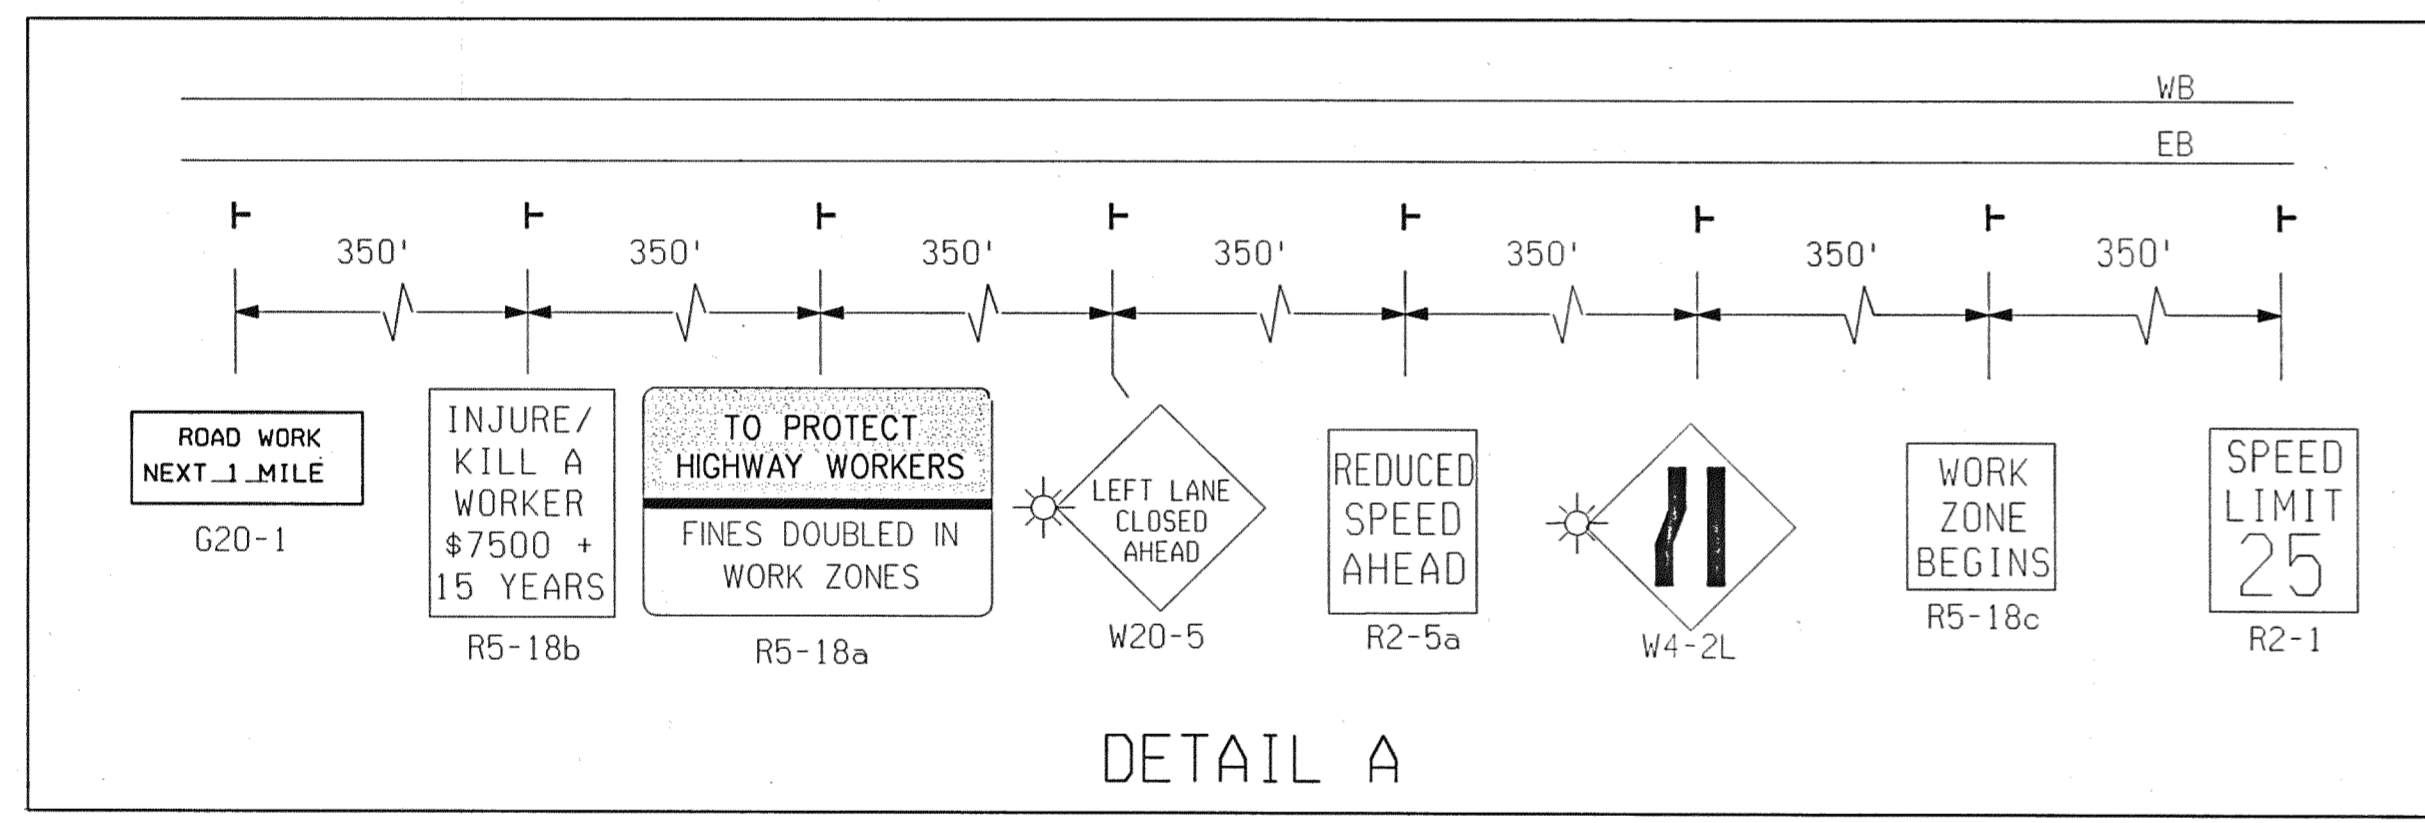 WB
EB
350' 350' 350' 350' 350' 350' 350'
ROAD WORK
NEXT 1 MILE
G20-1
INJURE/
KILL A
WORKER
$7500 +
15 YEARS
R5-18b
TO PROTECT
HIGHWAY WORKERS
FINES DOUBLED IN
WORK ZONES
R5-18a
LEFT LANE
CLOSED
AHEAD
W20-5
REDUCED
SPEED
AHEAD
R2-5a
W4-2L
WORK
ZONE
BEGINS
R5-18c
SPEED
LIMIT
25
R2-1
DETAIL A